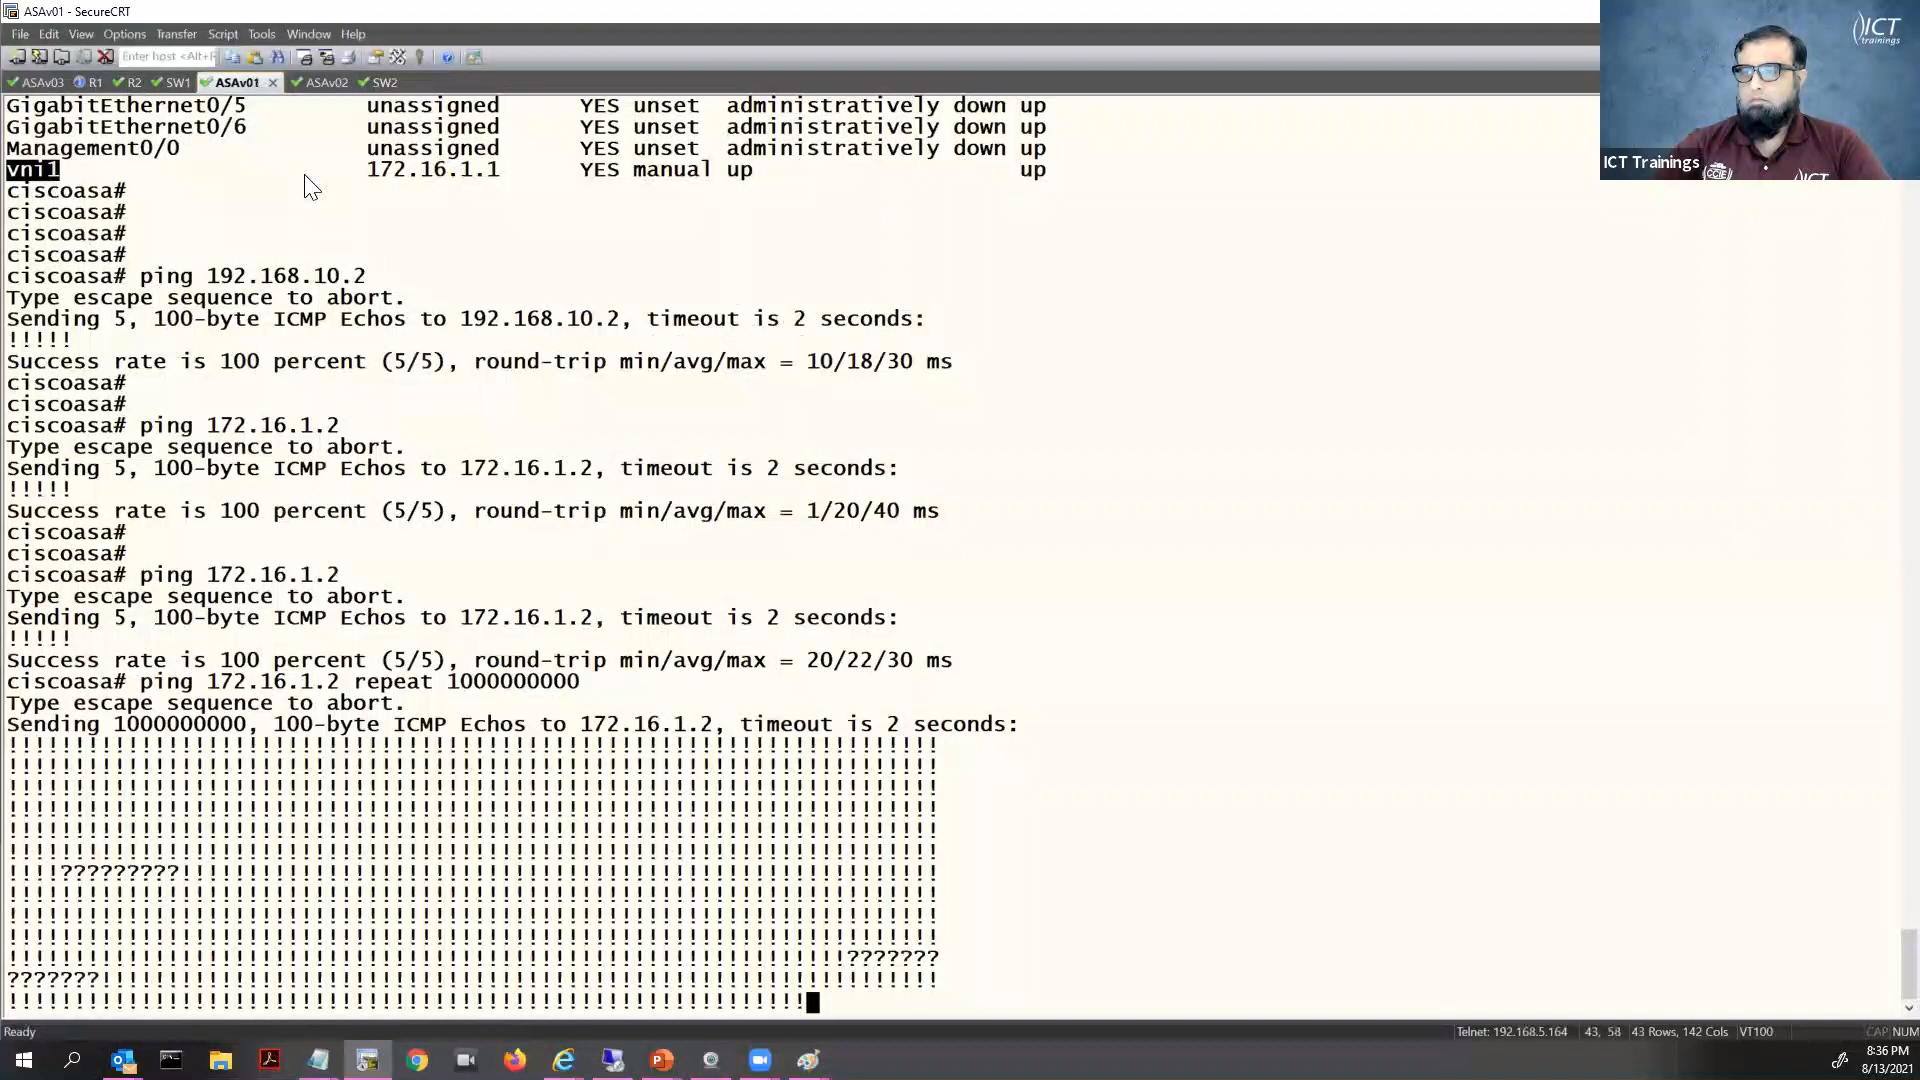 ASAv01 - SecureCRT
File Edit View Options Transfer Script Tools Window Help
Enter host <Alt+R
ASAv03 R1 R2 SW1 ASAv01 ASAv02 SW2
GigabitEthernet0/5 unassigned YES unset administratively down up
GigabitEthernet0/6 unassigned YES unset administratively down up
Management0/0 unassigned YES unset administratively down up
vni1 172.16.1.1 YES manual up up
ciscoasa#
ciscoasa#
ciscoasa#
ciscoasa#
ciscoasa# ping 192.168.10.2
Type escape sequence to abort.
Sending 5, 100-byte ICMP Echos to 192.168.10.2, timeout is 2 seconds:
!!!!!
Success rate is 100 percent (5/5), round-trip min/avg/max = 10/18/30 ms
ciscoasa#
ciscoasa#
ciscoasa# ping 172.16.1.2
Type escape sequence to abort.
Sending 5, 100-byte ICMP Echos to 172.16.1.2, timeout is 2 seconds:
!!!!!
Success rate is 100 percent (5/5), round-trip min/avg/max = 1/20/40 ms
ciscoasa#
ciscoasa#
ciscoasa# ping 172.16.1.2
Type escape sequence to abort.
Sending 5, 100-byte ICMP Echos to 172.16.1.2, timeout is 2 seconds:
!!!!!
Success rate is 100 percent (5/5), round-trip min/avg/max = 20/22/30 ms
ciscoasa# ping 172.16.1.2 repeat 1000000000
Type escape sequence to abort.
Sending 1000000000, 100-byte ICMP Echos to 172.16.1.2, timeout is 2 seconds:
!!!!!!!!!!!!!!!!!!!!!!!!!!!!!!!!!!!!!!!!!!!!!!!!!!!!!!!!!!!!!!!!!!!!!!
!!!!!!!!!!!!!!!!!!!!!!!!!!!!!!!!!!!!!!!!!!!!!!!!!!!!!!!!!!!!!!!!!!!!!!
!!!!!!!!!!!!!!!!!!!!!!!!!!!!!!!!!!!!!!!!!!!!!!!!!!!!!!!!!!!!!!!!!!!!!!
!!!!!!!!!!!!!!!!!!!!!!!!!!!!!!!!!!!!!!!!!!!!!!!!!!!!!!!!!!!!!!!!!!!!!!
!!!!!!!!!!!!!!!!!!!!!!!!!!!!!!!!!!!!!!!!!!!!!!!!!!!!!!!!!!!!!!!!!!!!!!
!!!!!!!!!!!!!!!!!!!!!!!!!!!!!!!!!!!!!!!!!!!!!!!!!!!!!!!!!!!!!!!!!!!!!!
!!!!?????????!!!!!!!!!!!!!!!!!!!!!!!!!!!!!!!!!!!!!!!!!!!!!!!!!!!!!!!!!
!!!!!!!!!!!!!!!!!!!!!!!!!!!!!!!!!!!!!!!!!!!!!!!!!!!!!!!!!!!!!!!!!!!!!!
!!!!!!!!!!!!!!!!!!!!!!!!!!!!!!!!!!!!!!!!!!!!!!!!!!!!!!!!!!!!!!!!!!!!!!
!!!!!!!!!!!!!!!!!!!!!!!!!!!!!!!!!!!!!!!!!!!!!!!!!!!!!!!!!!!!!!!!!!!!!!
!!!!!!!!!!!!!!!!!!!!!!!!!!!!!!!!!!!!!!!!!!!!!!!!!!!!!!!!!!!!!!!???????
???????!!!!!!!!!!!!!!!!!!!!!!!!!!!!!!!!!!!!!!!!!!!!!!!!!!!!!!!!!!!!!!!
!!!!!!!!!!!!!!!!!!!!!!!!!!!!!!!!!!!!!!!!!!!!!!!!!!!!!!!!!!!!
ICT trainings
ICT Trainings
CCIE
ICT
Ready Telnet: 192.168.5.164 43, 58 43 Rows, 142 Cols VT100 CAP NUM
8:36 PM
8/13/2021